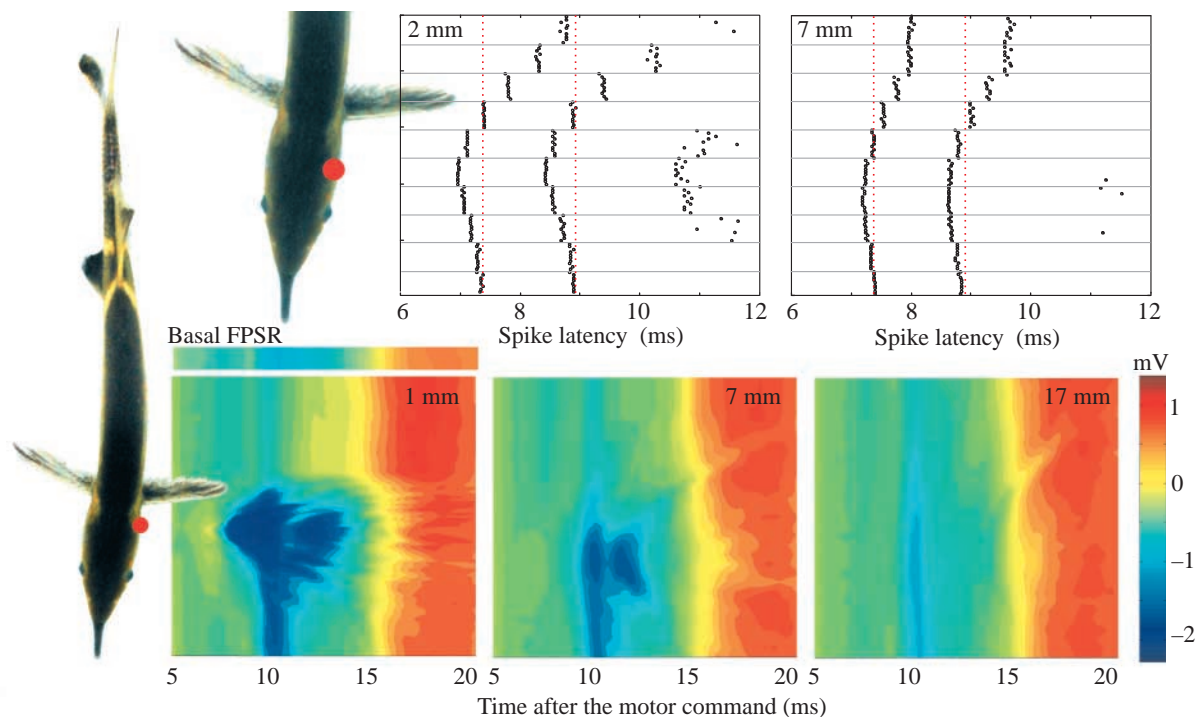 2 mm
7 mm
6 8 10 12
6 8 10 12
Spike latency (ms)
Spike latency (ms)
Basal FPSR
mV
1 mm
7 mm
17 mm
1
0
–1
–2
5 10 15 20
5 10 15 20
5 10 15 20
Time after the motor command (ms)